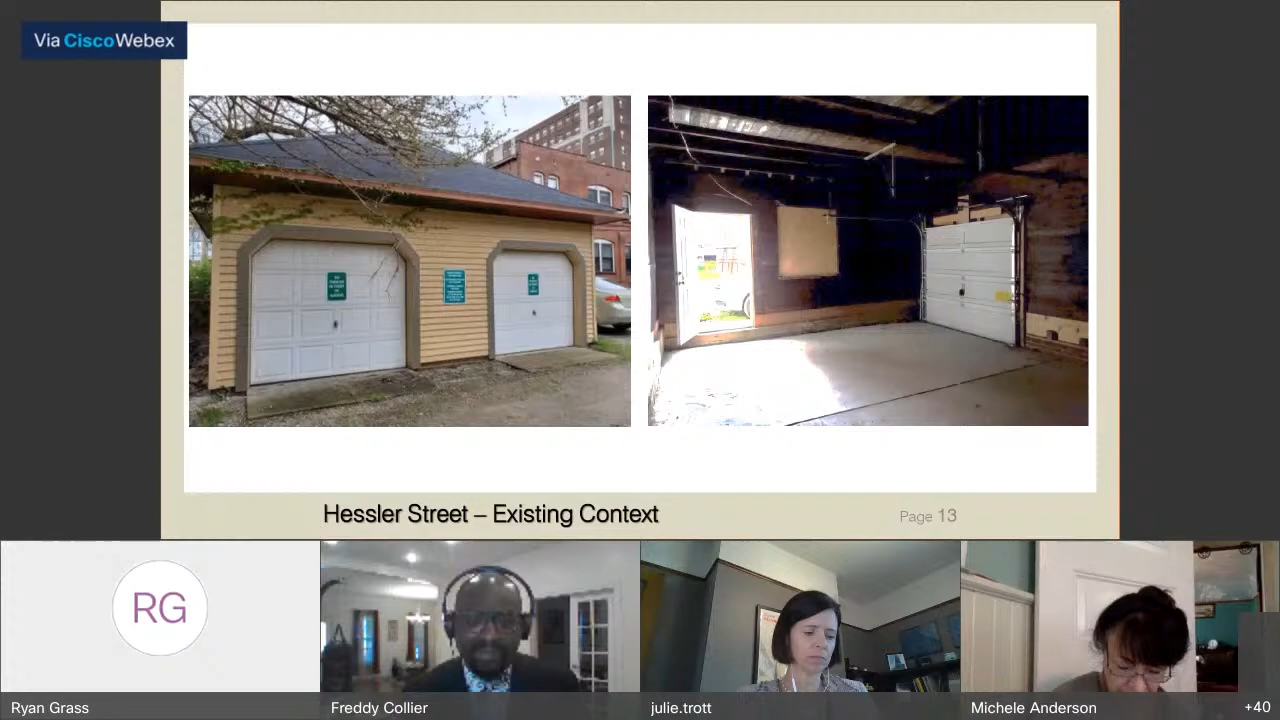 Via CiscoWebex
Hessler Street – Existing Context
Page 13
RG
Ryan Grass
Freddy Collier
julie.trott
Michele Anderson
+40